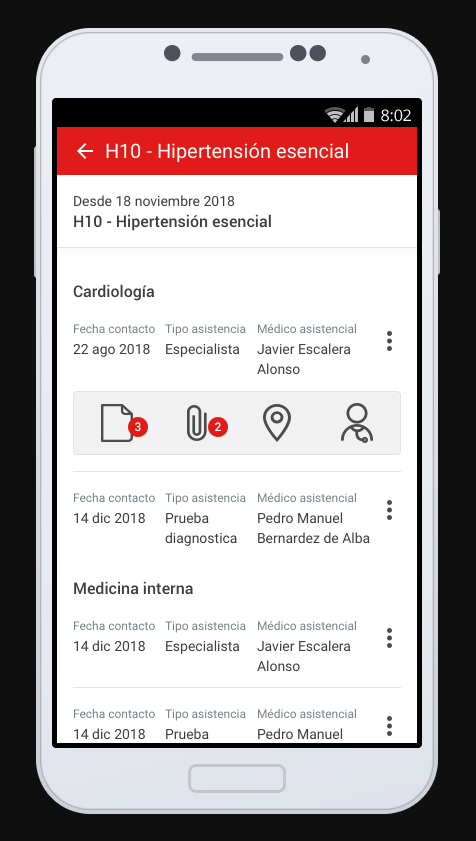 8:02
H10 - Hipertensión esencial
Desde 18 noviembre 2018
H10 - Hipertensión esencial
Cardiología
Fecha contacto Tipo asistencia Médico asistencial
22 ago 2018 Especialista Javier Escalera
Alonso
3 2
Fecha contacto Tipo asistencia Médico asistencial
14 dic 2018 Prueba Pedro Manuel
diagnostica Bernardez de Alba
Medicina interna
Fecha contacto Tipo asistencia Médico asistencial
14 dic 2018 Especialista Javier Escalera
Alonso
Fecha contacto Tipo asistencia Médico asistencial
14 dic 2018 Prueba Pedro Manuel